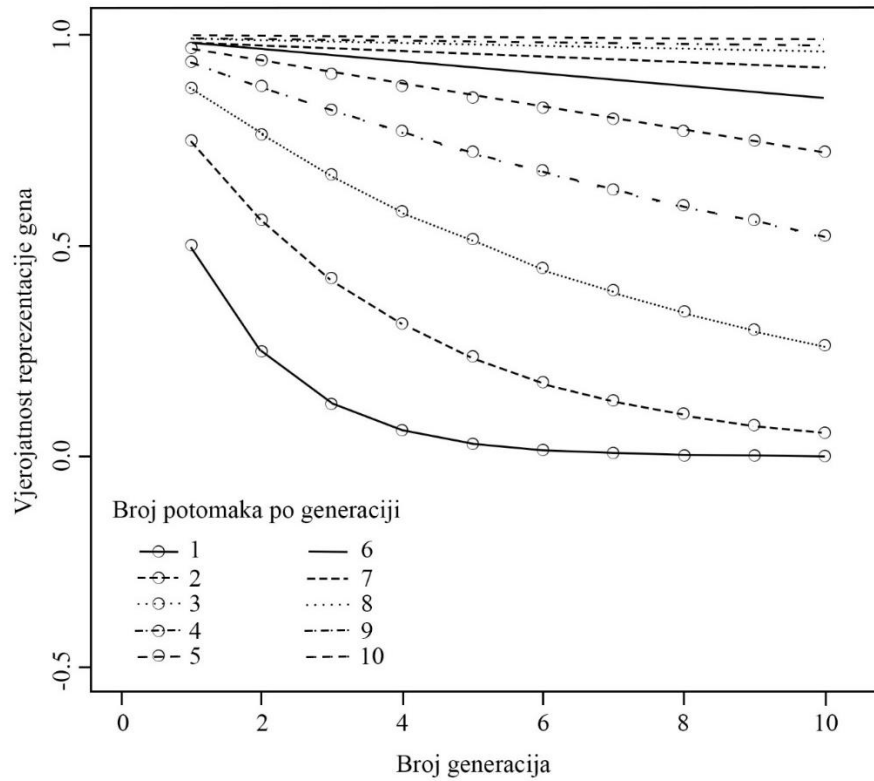 1.0
0.5
0.0
-0.5
Vjerojatnost reprezentacije gena
Broj potomaka po generaciji
1 6
2 7
3 8
4 9
5 10
0 2 4 6 8 10
Broj generacija